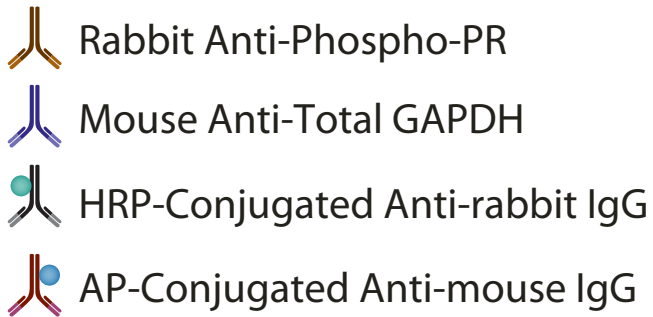 Rabbit Anti-Phospho-PR
Mouse Anti-Total GAPDH
HRP-Conjugated Anti-rabbit IgG
AP-Conjugated Anti-mouse IgG